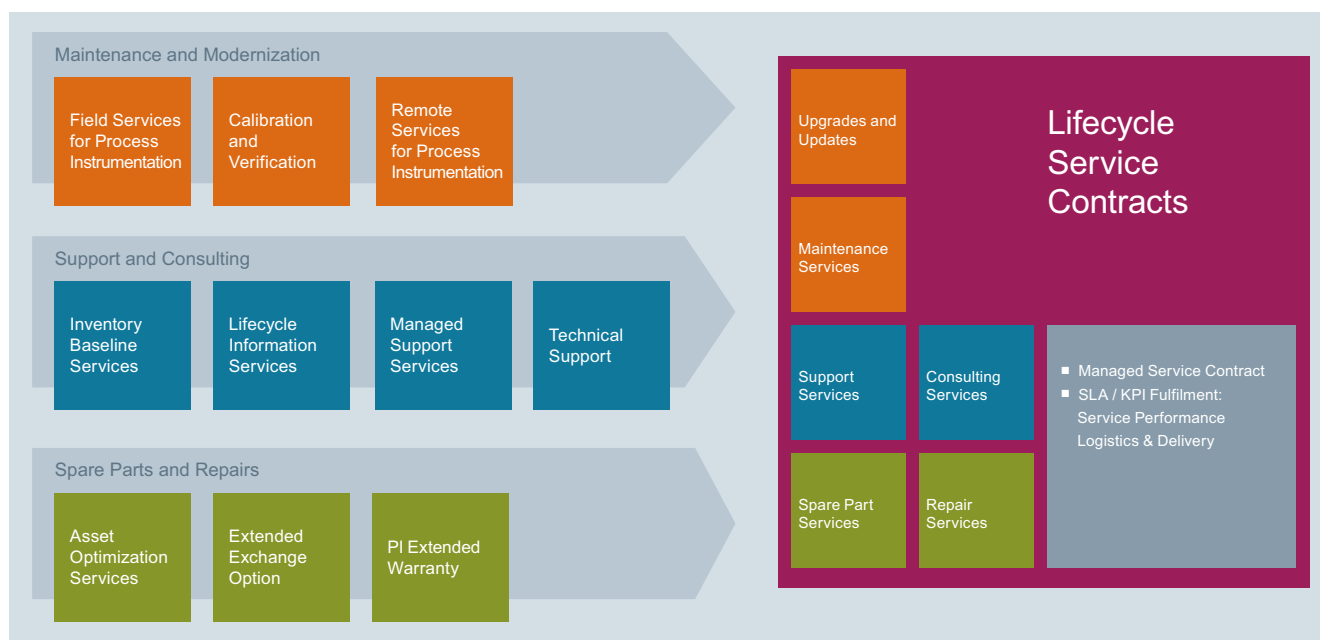 Maintenance and Modernization
Field Services
for Process
Instrumentation
Calibration
and
Verification
Remote
Services
for Process
Instrumentation
Support and Consulting
Inventory
Baseline
Services
Lifecycle
Information
Services
Managed
Support
Services
Technical
Support
Spare Parts and Repairs
Asset
Optimization
Services
Extended
Exchange
Option
PI Extended
Warranty
Lifecycle
Service
Contracts
Upgrades and
Updates
Maintenance
Services
Support
Services
Consulting
Services
Spare Part
Services
Repair
Services
▪ Managed Service Contract
▪ SLA / KPI Fulfilment:
Service Performance
Logistics & Delivery